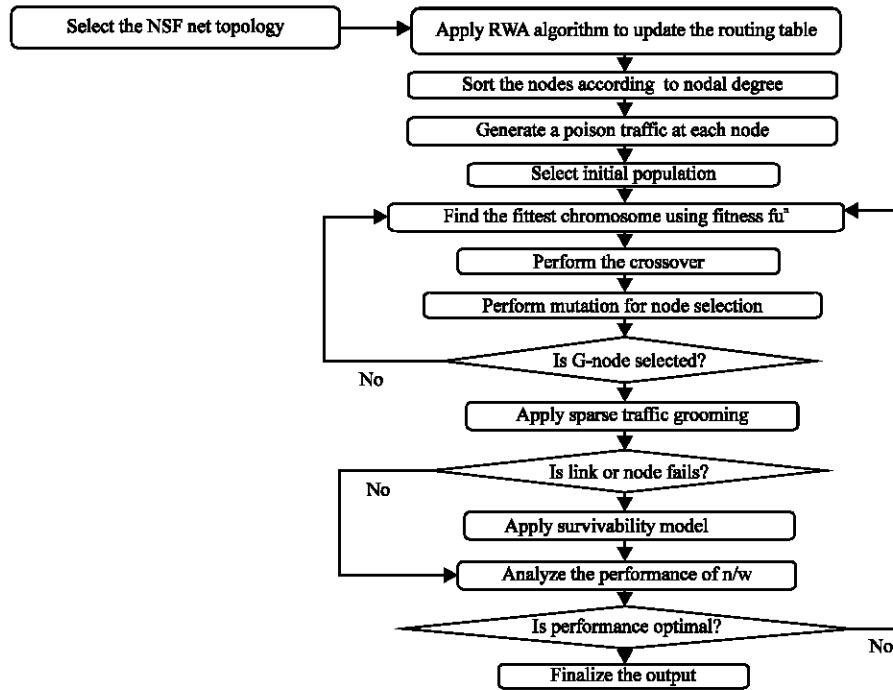 Select the NSF net topology
Apply RWA algorithm to update the routing table
Sort the nodes according to nodal degree
Generate a poison traffic at each node
Select initial population
Find the fittest chromosome using fitness fuⁿ
Perform the crossover
Perform mutation for node selection
Is G-node selected?
No
Apply sparse traffic grooming
Is link or node fails?
No
Apply survivability model
Analyze the performance of n/w
Is performance optimal?
No
Finalize the output